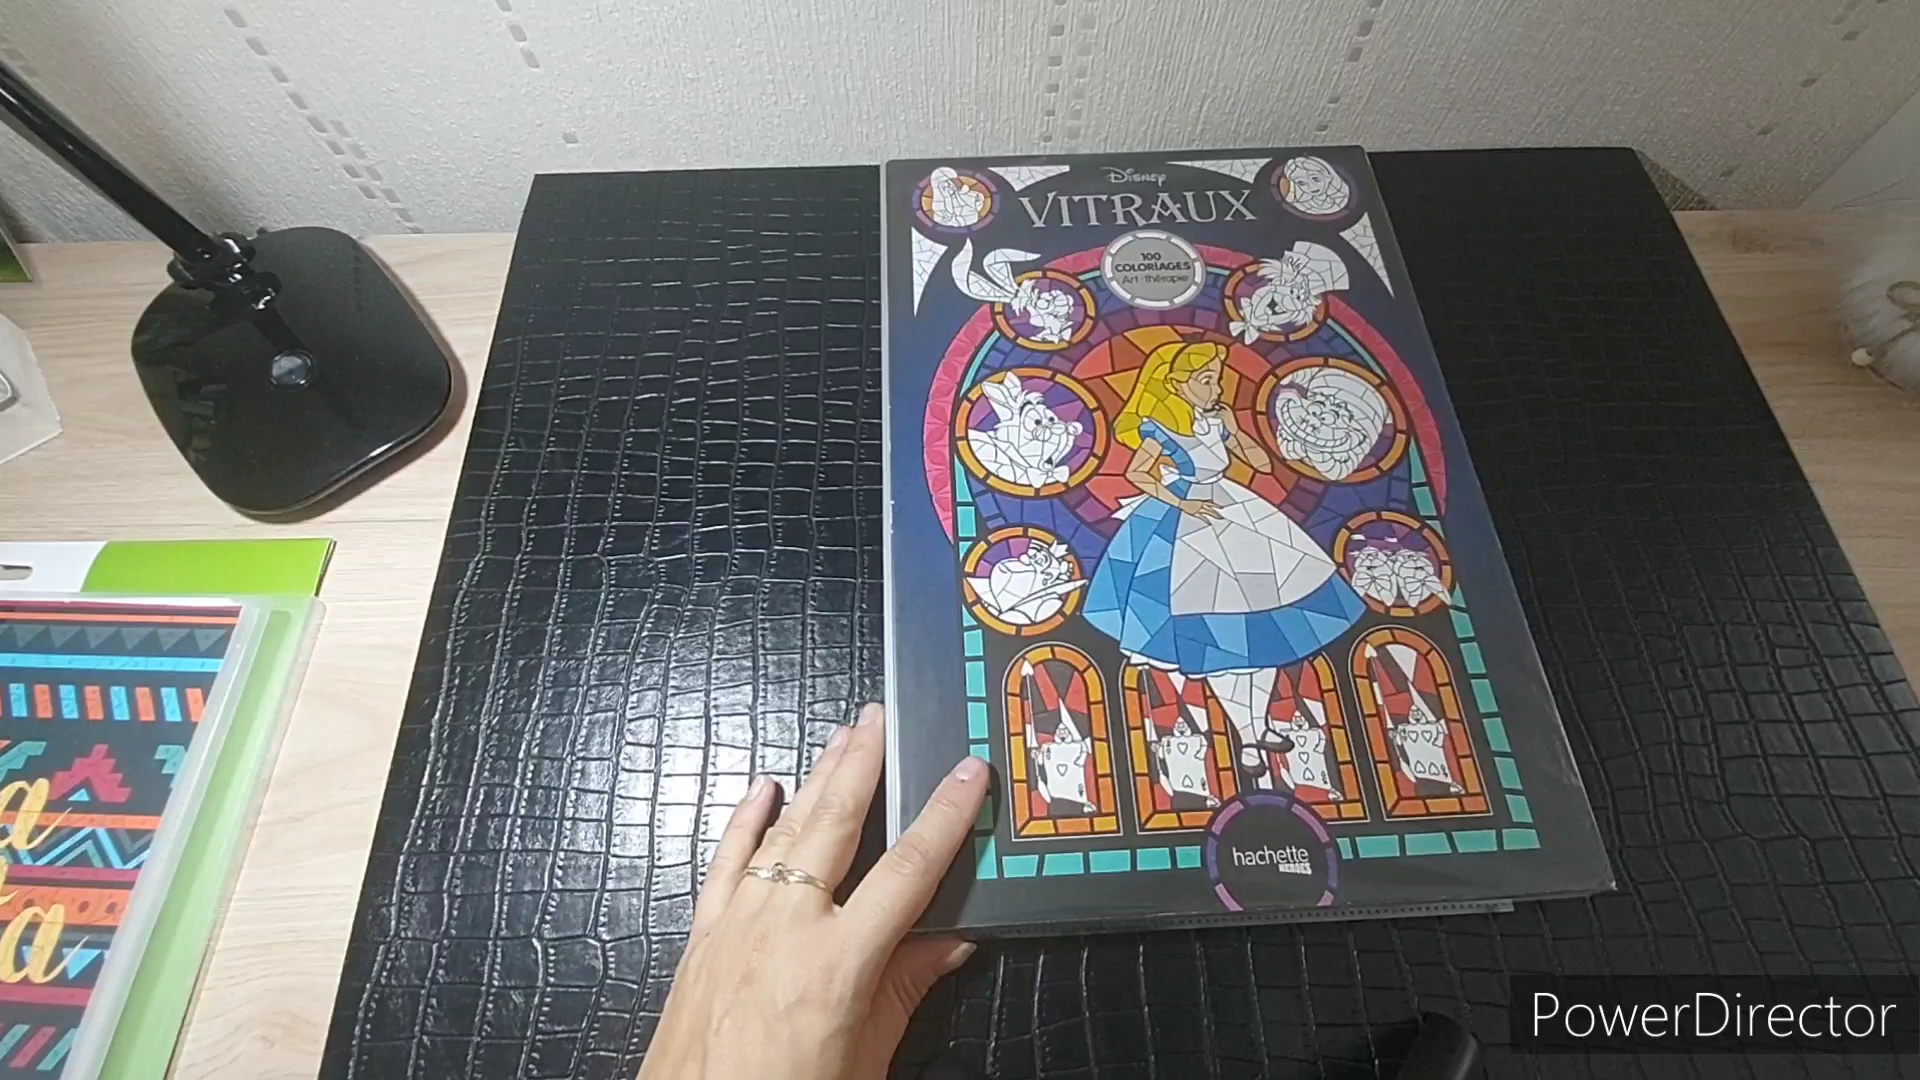 Disney
VITRAUX
100
COLORIAGES
Art-thérapie
hachette
HEROES
PowerDirector